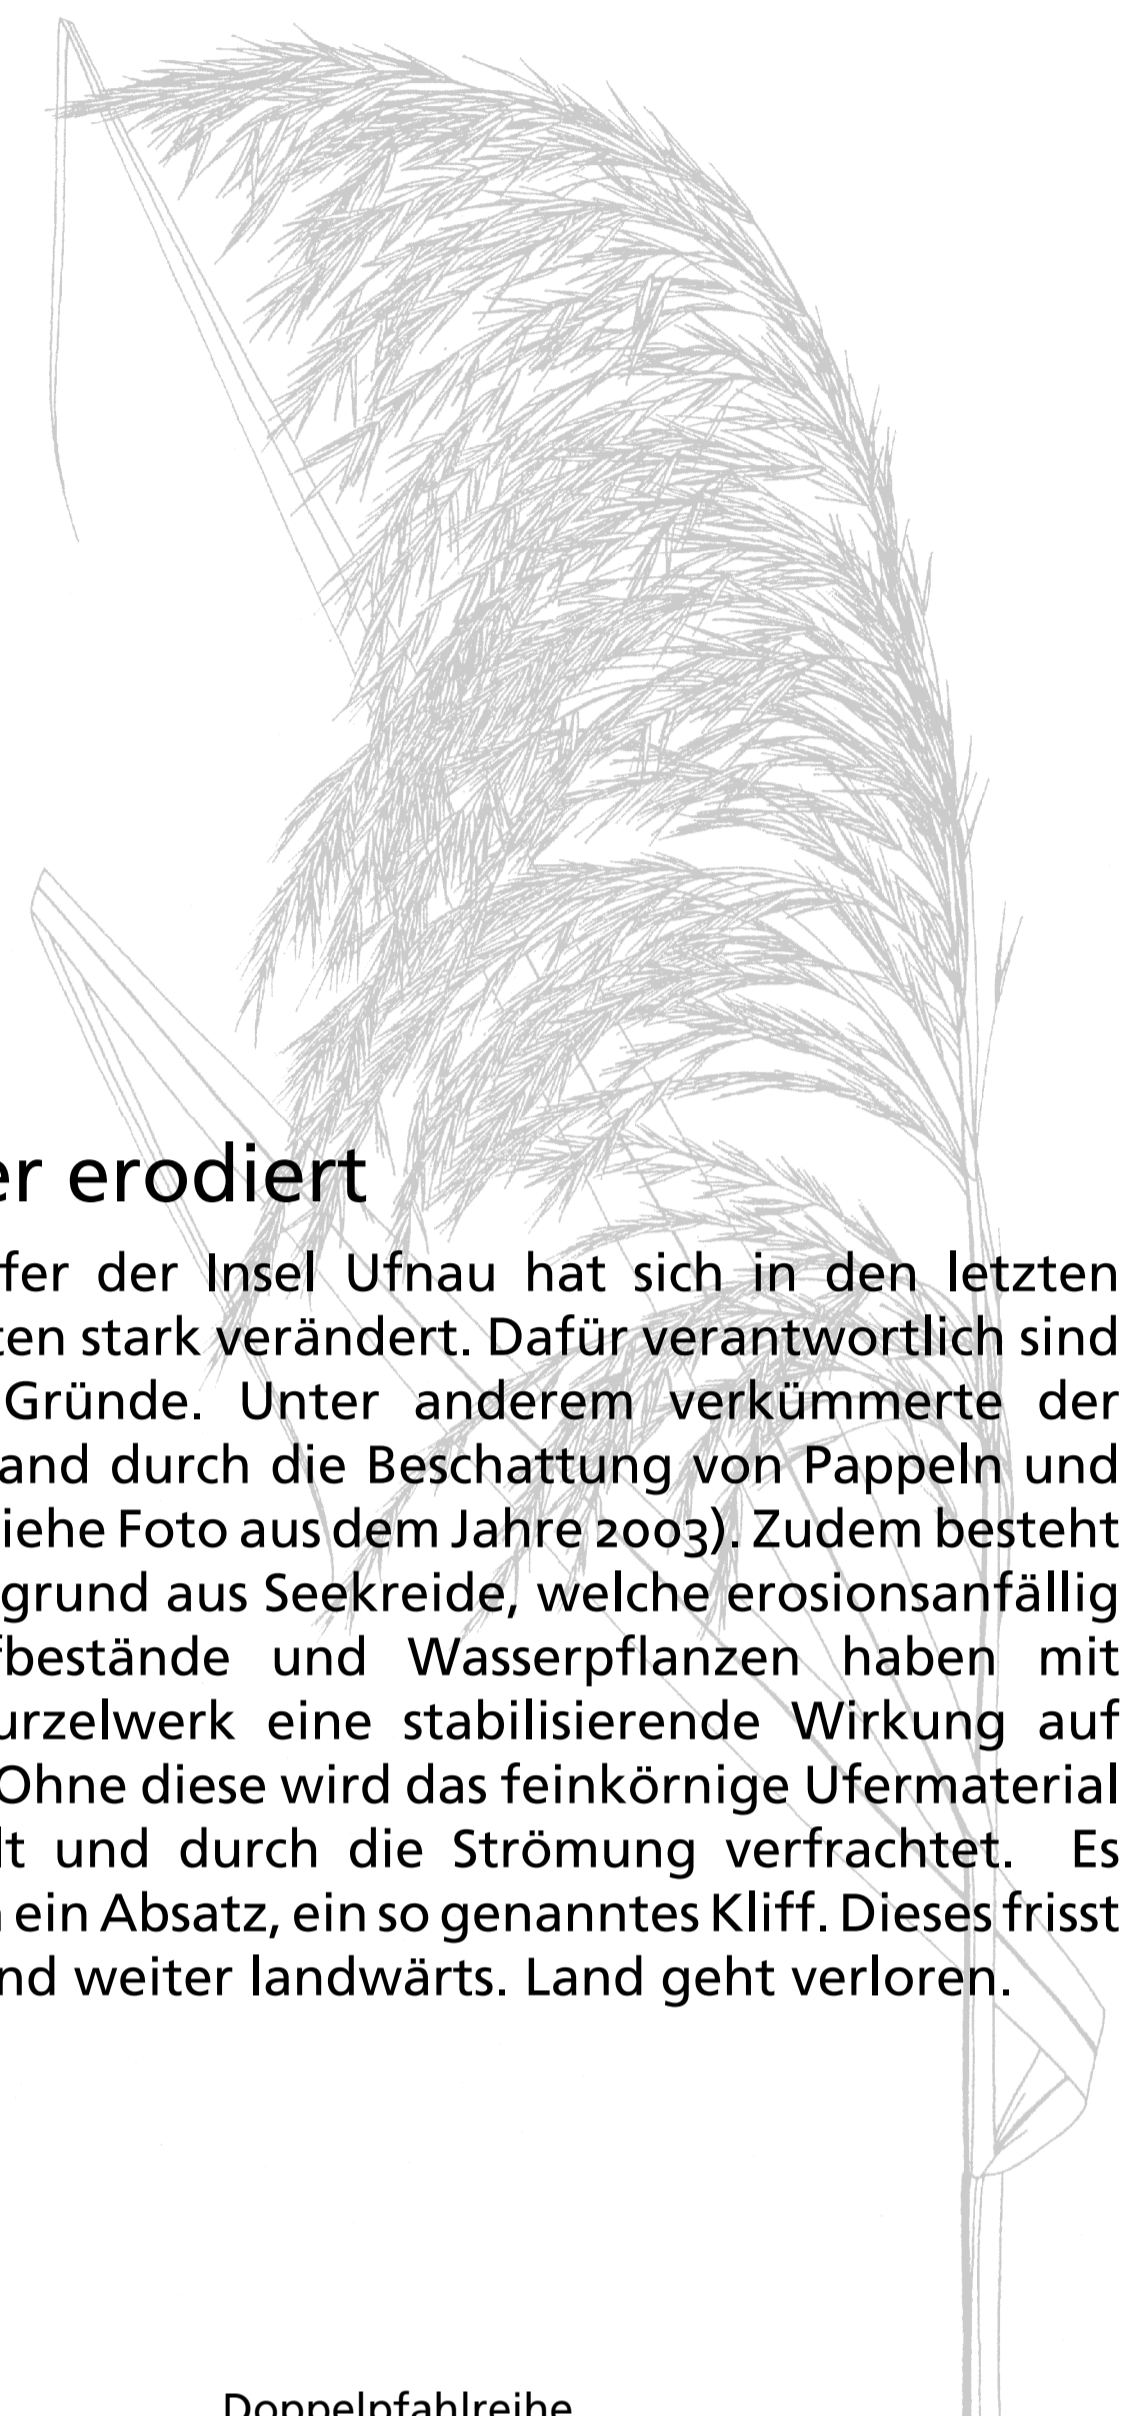 er erodiert
fer der Insel Ufnau hat sich in den letzten
ten stark verändert. Dafür verantwortlich sind
Gründe. Unter anderem verkümmerte der
and durch die Beschattung von Pappeln und
iehe Foto aus dem Jahre 2003). Zudem besteht
grund aus Seekreide, welche erosionsanfällig
fbestände und Wasserpflanzen haben mit
urzelwerk eine stabilisierende Wirkung auf
Ohne diese wird das feinkörnige Ufermaterial
lt und durch die Strömung verfrachtet. Es
ein Absatz, ein so genanntes Kliff. Dieses frisst
nd weiter landwärts. Land geht verloren.
Doppelpfahlreihe